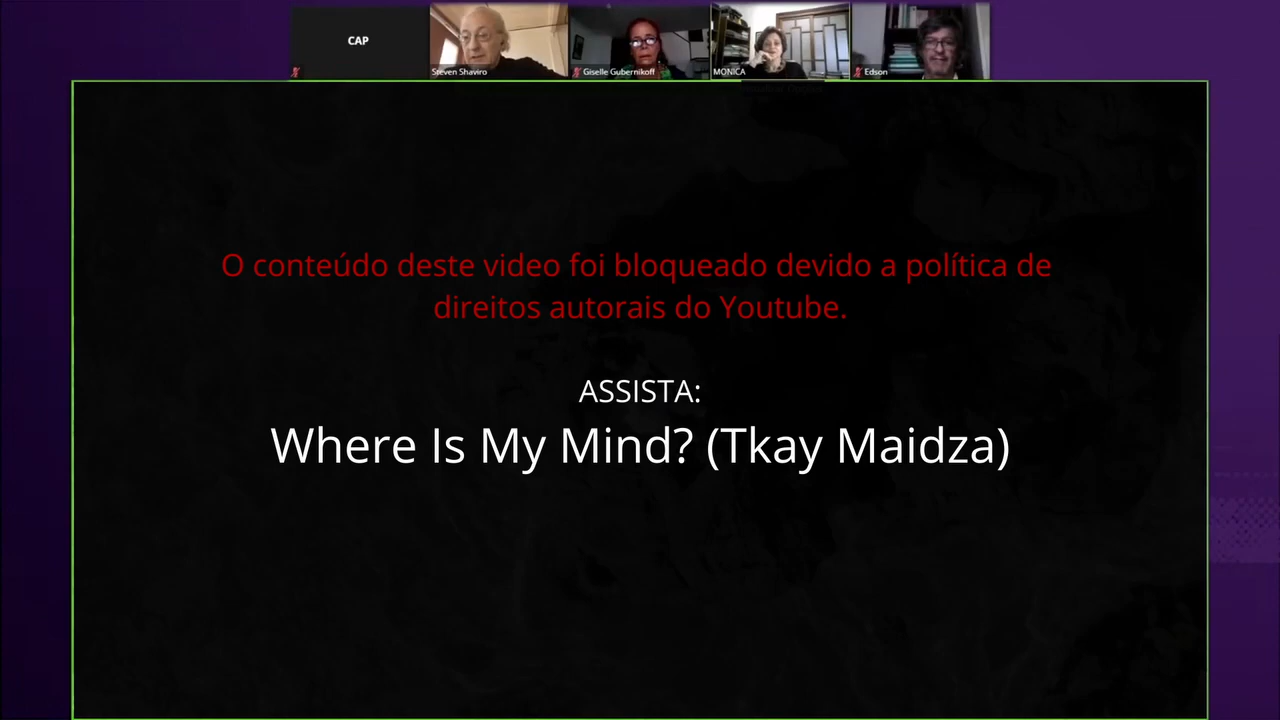 CAP
Steven Shaviro
Giselle Gubernikoff
MONICA
Edson
O conteúdo deste video foi bloqueado devido a política de
direitos autorais do Youtube.
ASSISTA:
Where Is My Mind? (Tkay Maidza)